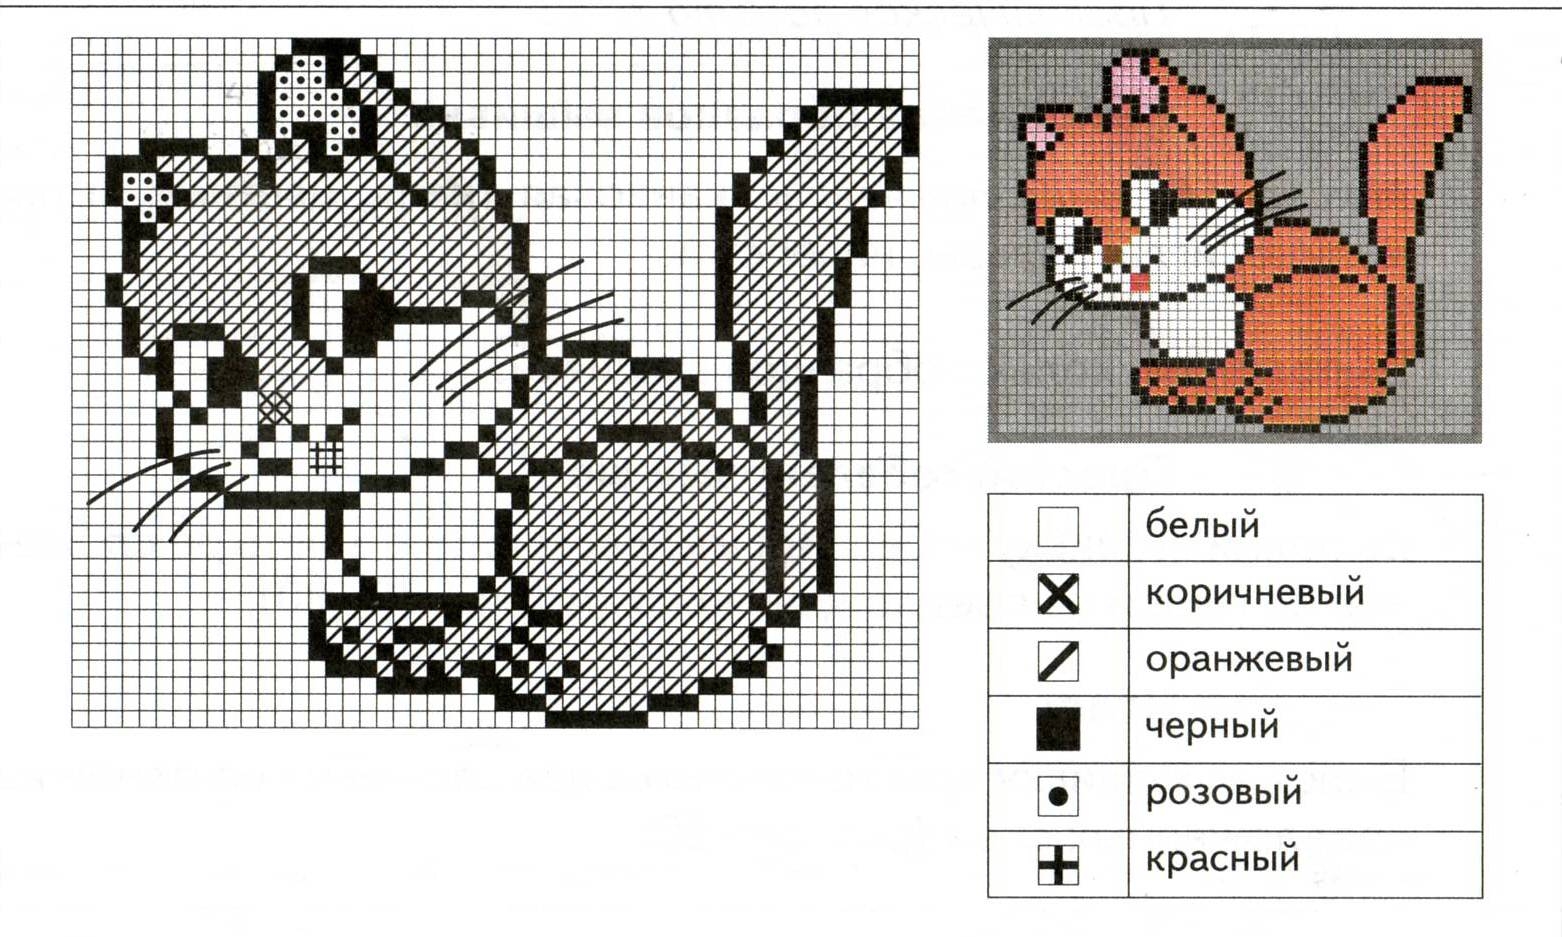 белый
коричневый
оранжевый
черный
розовый
красный